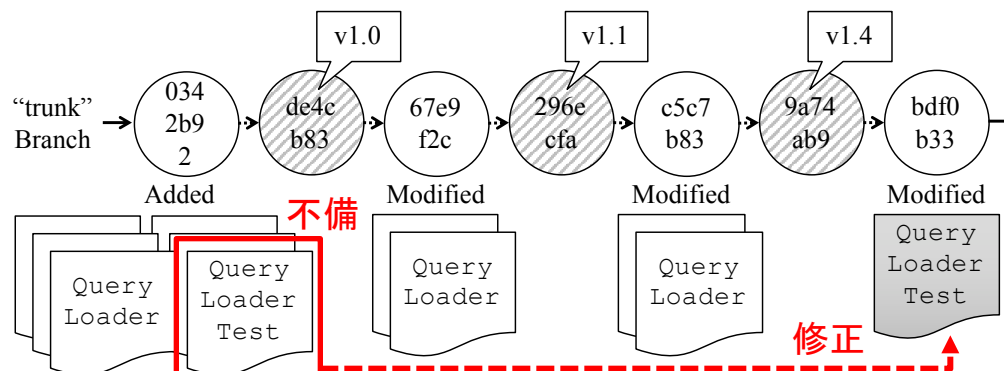 v1.0
v1.1
v1.4
“trunk”
Branch
034
2b9
2
de4c
b83
67e9
f2c
296e
cfa
c5c7
b83
9a74
ab9
bdf0
b33
Added
Modified
Modified
Modified
不備
Query
Loader
Query
Loader
Test
Query
Loader
Query
Loader
Query
Loader
Test
修正